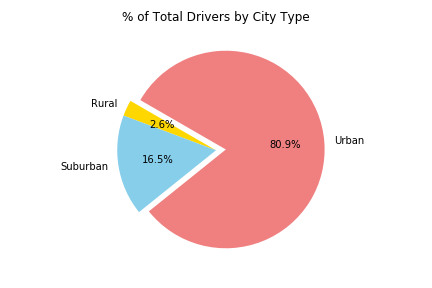 % of Total Drivers by City Type
Rural
2.6%
Urban
80.9%
Suburban
16.5%